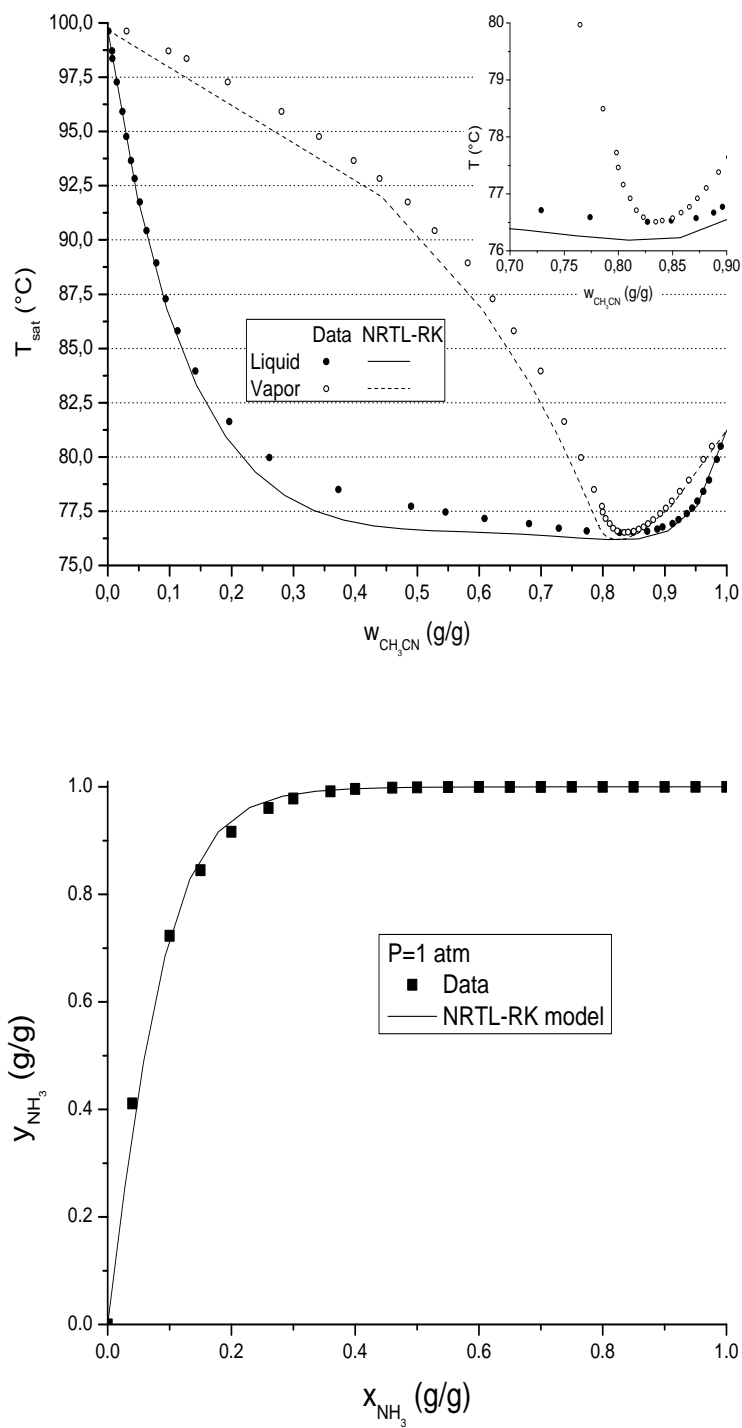 100,0
97,5
95,0
92,5
90,0
87,5
85,0
82,5
80,0
77,5
75,0
T_sat (°C)
0,0 0,1 0,2 0,3 0,4 0,5 0,6 0,7 0,8 0,9 1,0
w_CH₃CN (g/g)
Data NRTL-RK
Liquid
Vapor
80
79
78
77
76
T (°C)
0,70 0,75 0,80 0,85 0,90
w_CH₃CN (g/g)
1.0
0.8
0.6
0.4
0.2
0.0
y_NH₃ (g/g)
P=1 atm
Data
NRTL-RK model
0.0 0.2 0.4 0.6 0.8 1.0
x_NH₃ (g/g)